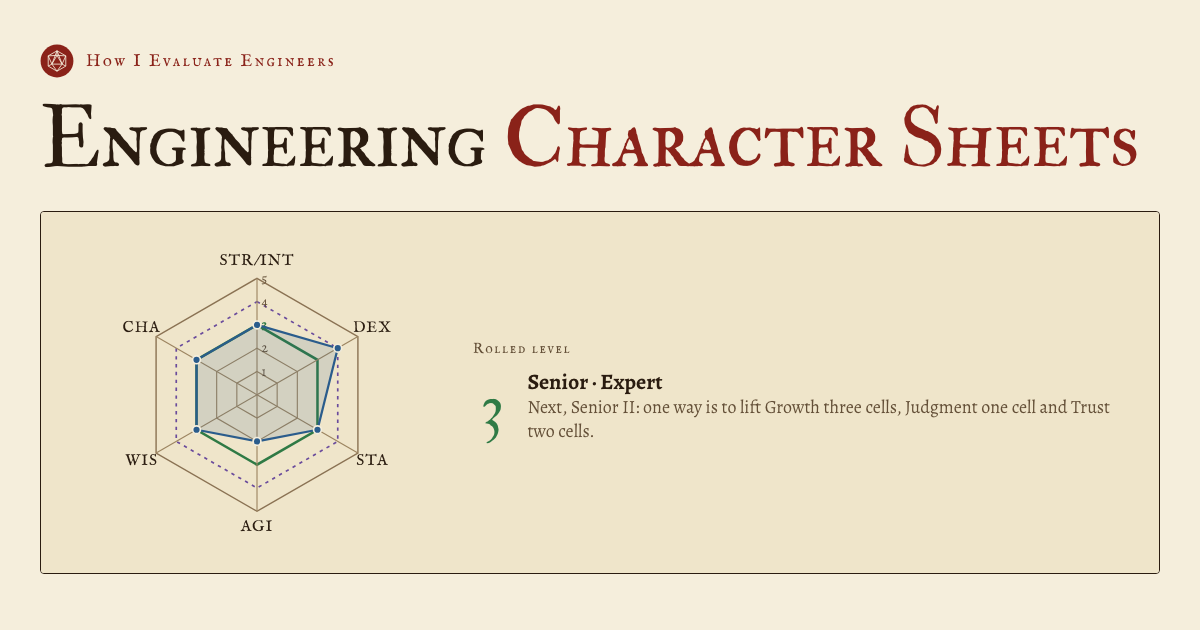 How I Evaluate Engineers
Engineering Character Sheets
STR/INT
5
4
3
2
1
CHA
DEX
WIS
STA
AGI
Rolled level
3
Senior · Expert
Next, Senior II: one way is to lift Growth three cells, Judgment one cell and Trust
two cells.